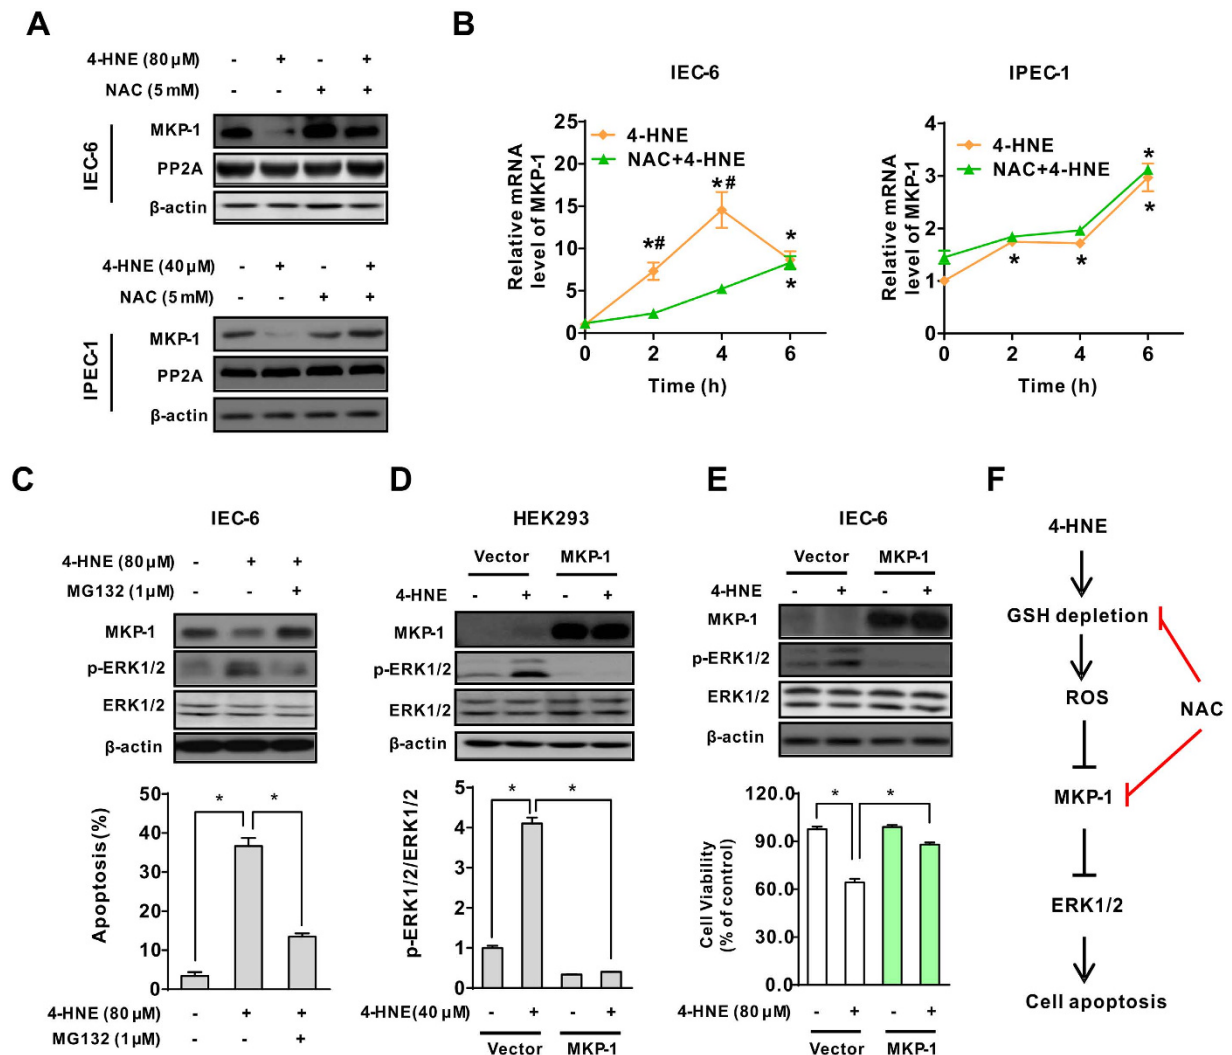 A
4-HNE (80 μM) - + - +
NAC (5 mM) - - + +
IEC-6
MKP-1
PP2A
β-actin
4-HNE (40 μM) - + - +
NAC (5 mM) - - + +
IPEC-1
MKP-1
PP2A
β-actin
B
IEC-6
Relative mRNA
level of MKP-1
25
20
15
10
5
0
4-HNE
NAC+4-HNE
*#
*#
*
*
0 2 4 6
Time (h)
IPEC-1
Relative mRNA
level of MKP-1
4
3
2
1
0
4-HNE
NAC+4-HNE
*
*
*
*
0 2 4 6
Time (h)
C
IEC-6
4-HNE (80 μM) - + +
MG132 (1μM) - - +
MKP-1
p-ERK1/2
ERK1/2
β-actin
Apoptosis (%)
50
40
30
20
10
0
* *
4-HNE (80 μM) - + +
MG132 (1μM) - - +
D
HEK293
Vector MKP-1
4-HNE - + - +
MKP-1
p-ERK1/2
ERK1/2
β-actin
p-ERK1/2/ERK1/2
5
4
3
2
1
0
* *
4-HNE(40 μM) - + - +
Vector MKP-1
E
IEC-6
Vector MKP-1
4-HNE - + - +
MKP-1
p-ERK1/2
ERK1/2
β-actin
Cell Viability
(% of control)
120.0
90.0
60.0
30.0
0.0
* *
4-HNE (80 μM) - + - +
Vector MKP-1
F
4-HNE
GSH depletion
ROS
NAC
MKP-1
ERK1/2
Cell apoptosis